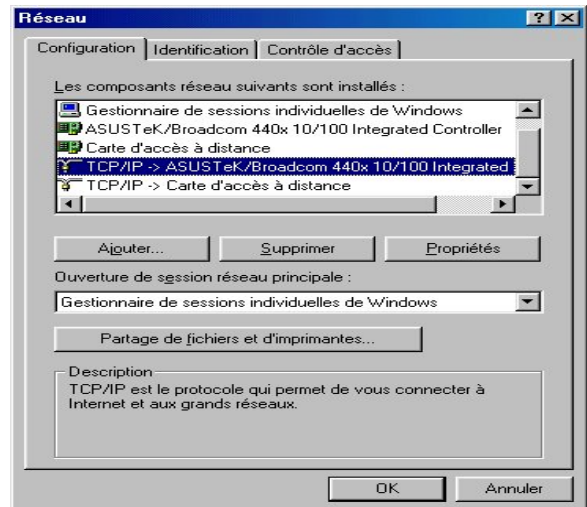 Réseau
Configuration Identification Contrôle d'accès
Les composants réseau suivants sont installés :
Gestionnaire de sessions individuelles de Windows
ASUSTeK/Broadcom 440x 10/100 Integrated Controller
Carte d'accès à distance
TCP/IP -> ASUSTeK/Broadcom 440x 10/100 Integrated
TCP/IP -> Carte d'accès à distance
Ajouter... Supprimer Propriétés
Ouverture de session réseau principale :
Gestionnaire de sessions individuelles de Windows
Partage de fichiers et d'imprimantes...
Description
TCP/IP est le protocole qui permet de vous connecter à
Internet et aux grands réseaux.
OK Annuler